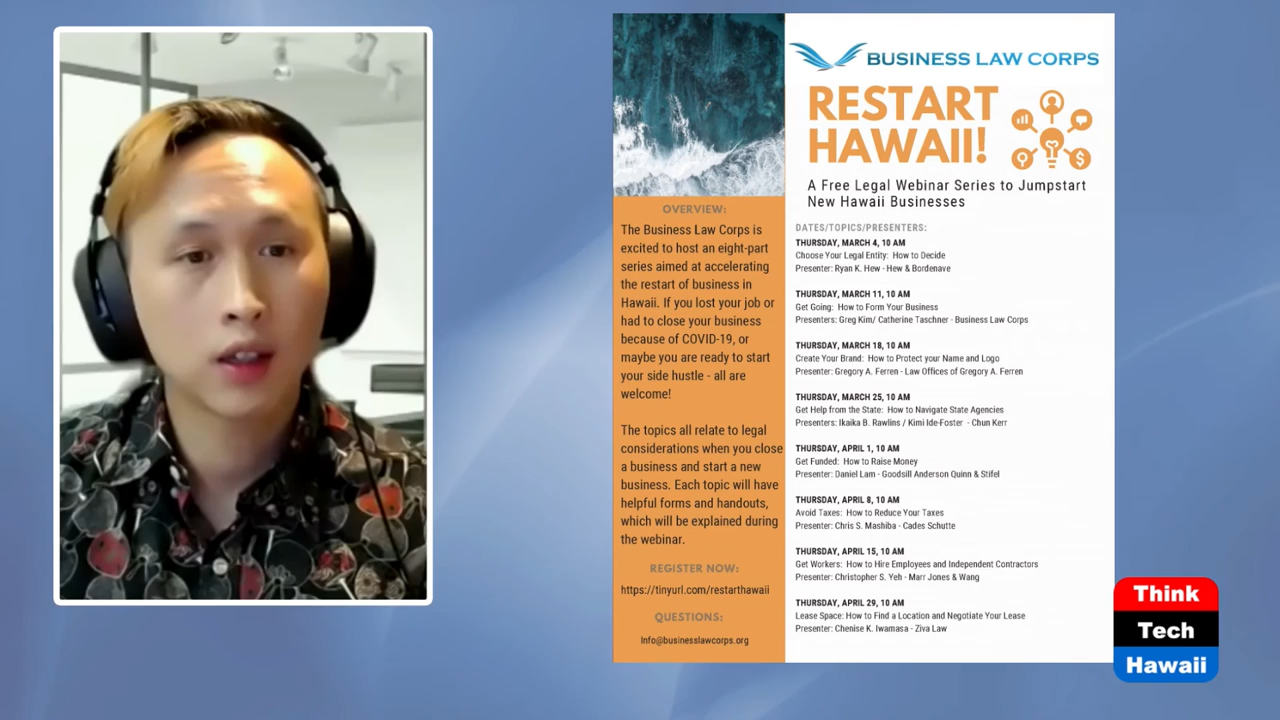 BUSINESS LAW CORPS
RESTART
HAWAII!
A Free Legal Webinar Series to Jumpstart
New Hawaii Businesses
OVERVIEW:
The Business Law Corps is
excited to host an eight-part
series aimed at accelerating
the restart of business in
Hawaii. If you lost your job or
had to close your business
because of COVID-19, or
maybe you are ready to start
your side hustle - all are
welcome!
The topics all relate to legal
considerations when you close
a business and start a new
business. Each topic will have
helpful forms and handouts,
which will be explained during
the webinar.
REGISTER NOW:
https://tinyurl.com/restarthawaii
QUESTIONS:
Info@businesslawcorps.org
DATES/TOPICS/PRESENTERS:
THURSDAY, MARCH 4, 10 AM
Choose Your Legal Entity: How to Decide
Presenter: Ryan K. Hew - Hew & Bordenave
THURSDAY, MARCH 11, 10 AM
Get Going: How to Form Your Business
Presenters: Greg Kim/ Catherine Taschner - Business Law Corps
THURSDAY, MARCH 18, 10 AM
Create Your Brand: How to Protect your Name and Logo
Presenter: Gregory A. Ferren - Law Offices of Gregory A. Ferren
THURSDAY, MARCH 25, 10 AM
Get Help from the State: How to Navigate State Agencies
Presenters: Ikaika B. Rawlins / Kimi Ide-Foster - Chun Kerr
THURSDAY, APRIL 1, 10 AM
Get Funded: How to Raise Money
Presenter: Daniel Lam - Goodsill Anderson Quinn & Stifel
THURSDAY, APRIL 8, 10 AM
Avoid Taxes: How to Reduce Your Taxes
Presenter: Chris S. Mashiba - Cades Schutte
THURSDAY, APRIL 15, 10 AM
Get Workers: How to Hire Employees and Independent Contractors
Presenter: Christopher S. Yeh - Marr Jones & Wang
THURSDAY, APRIL 29, 10 AM
Lease Space: How to Find a Location and Negotiate Your Lease
Presenter: Chenise K. Iwamasa - Ziva Law
Think
Tech
Hawaii